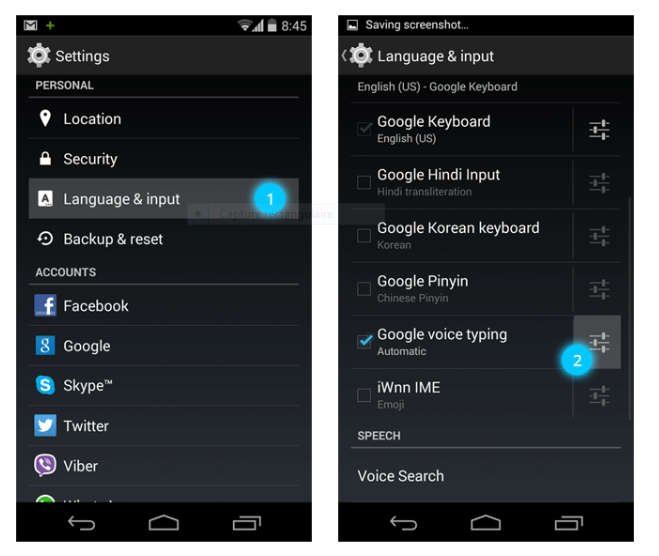 8:45
Settings
PERSONAL
Location
Security
A
Language & input
1
Capture rectangulaire
Backup & reset
ACCOUNTS
f
Facebook
8
Google
S
Skype™
Twitter
Viber
Saving screenshot...
Language & input
English (US) - Google Keyboard
Google Keyboard
English (US)
Google Hindi Input
Hindi transliteration
Google Korean keyboard
Korean
Google Pinyin
Chinese Pinyin
Google voice typing
Automatic
2
iWnn IME
Emoji
SPEECH
Voice Search